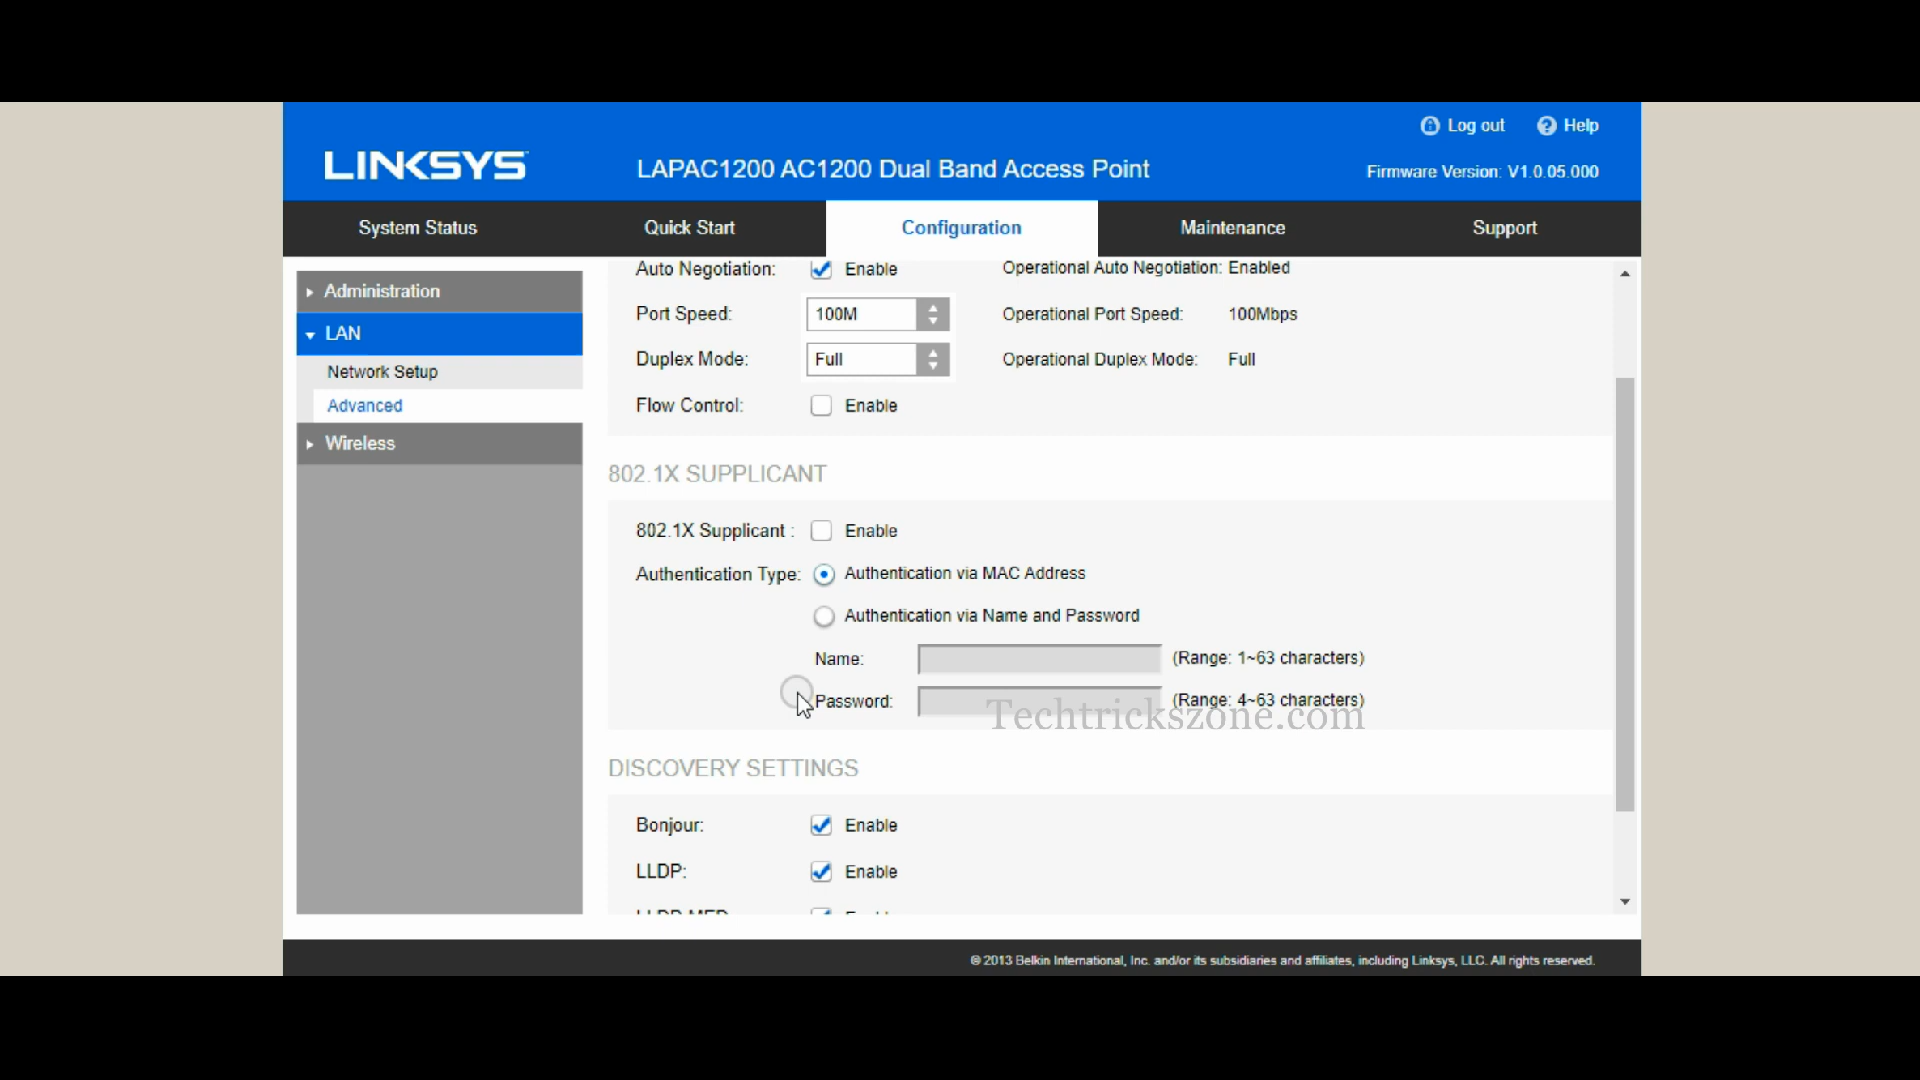 Log out
Help
LINKSYS
LAPAC1200 AC1200 Dual Band Access Point
Firmware Version: V1.0.05.000
System Status
Quick Start
Configuration
Maintenance
Support
Administration
LAN
Network Setup
Advanced
Wireless
Auto Negotiation: Enable Operational Auto Negotiation: Enabled
Port Speed: 100M Operational Port Speed: 100Mbps
Duplex Mode: Full Operational Duplex Mode: Full
Flow Control: Enable
802.1X SUPPLICANT
802.1X Supplicant : Enable
Authentication Type: Authentication via MAC Address
Authentication via Name and Password
Name: (Range: 1~63 characters)
Password: (Range: 4~63 characters)
Techtrickszone.com
DISCOVERY SETTINGS
Bonjour: Enable
LLDP: Enable
© 2013 Belkin International, Inc. and/or its subsidiaries and affiliates, including Linksys, LLC. All rights reserved.